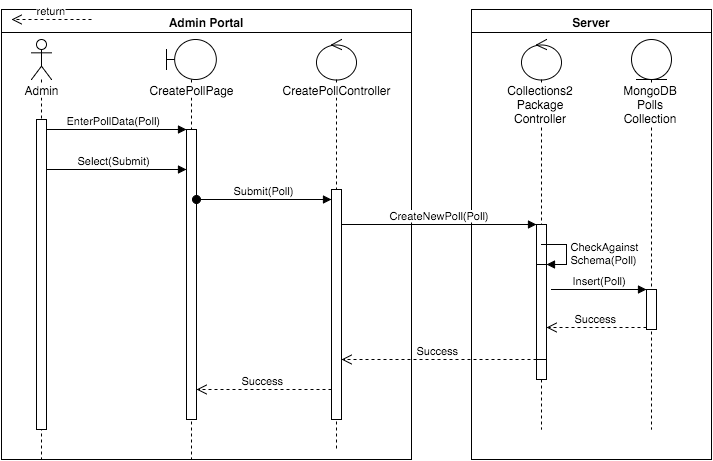 return
Admin Portal
Server
Admin
CreatePollPage
CreatePollController
Collections2
Package
Controller
MongoDB
Polls
Collection
EnterPollData(Poll)
Select(Submit)
Submit(Poll)
CreateNewPoll(Poll)
CheckAgainst
Schema(Poll)
Insert(Poll)
Success
Success
Success